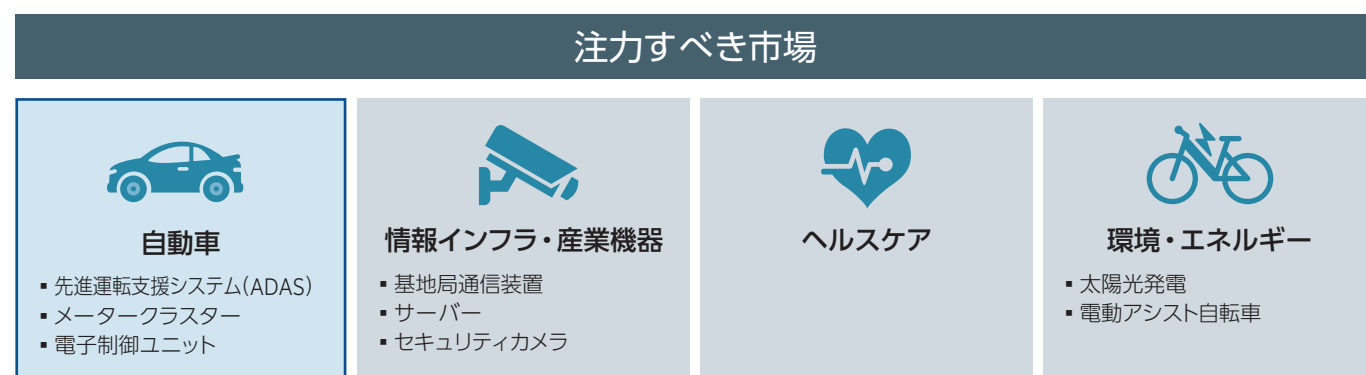 注力すべき市場
自動車
▪先進運転支援システム(ADAS)
▪メータークラスター
▪電子制御ユニット
情報インフラ・産業機器
▪基地局通信装置
▪サーバー
▪セキュリティカメラ
ヘルスケア
環境・エネルギー
▪太陽光発電
▪電動アシスト自転車